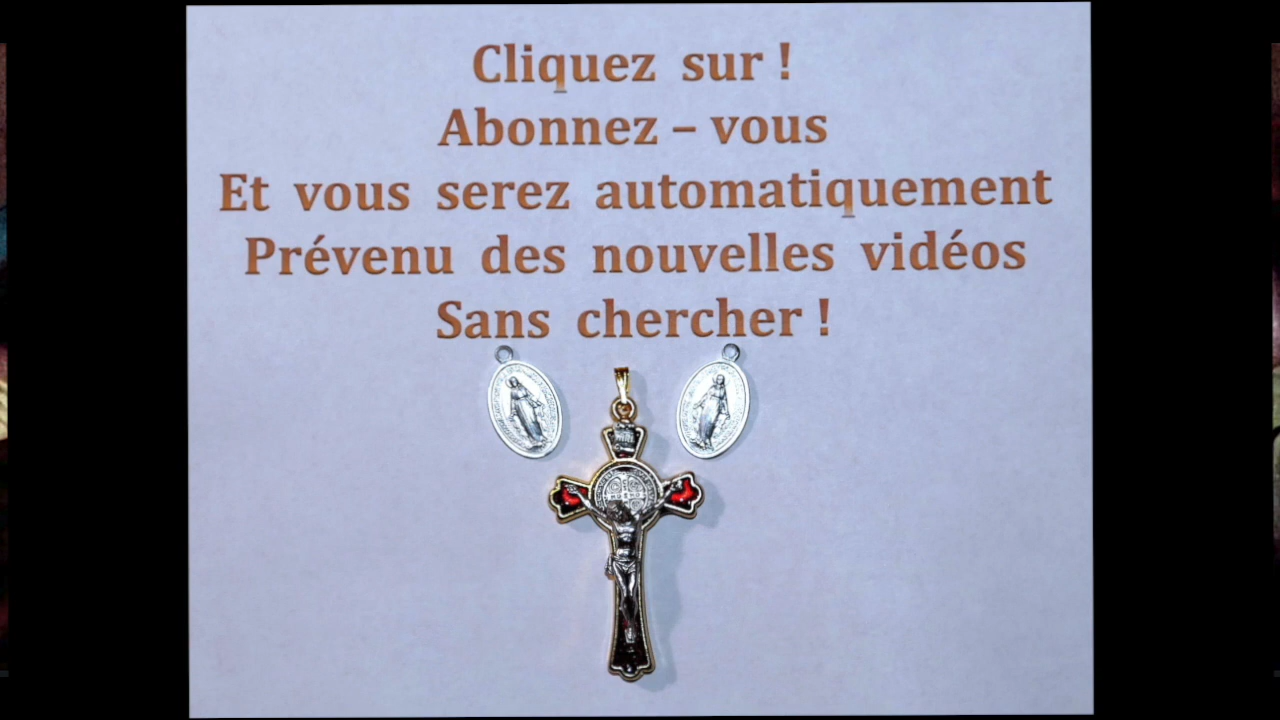 Cliquez sur !
Abonnez – vous
Et vous serez automatiquement
Prévenu des nouvelles vidéos
Sans chercher !